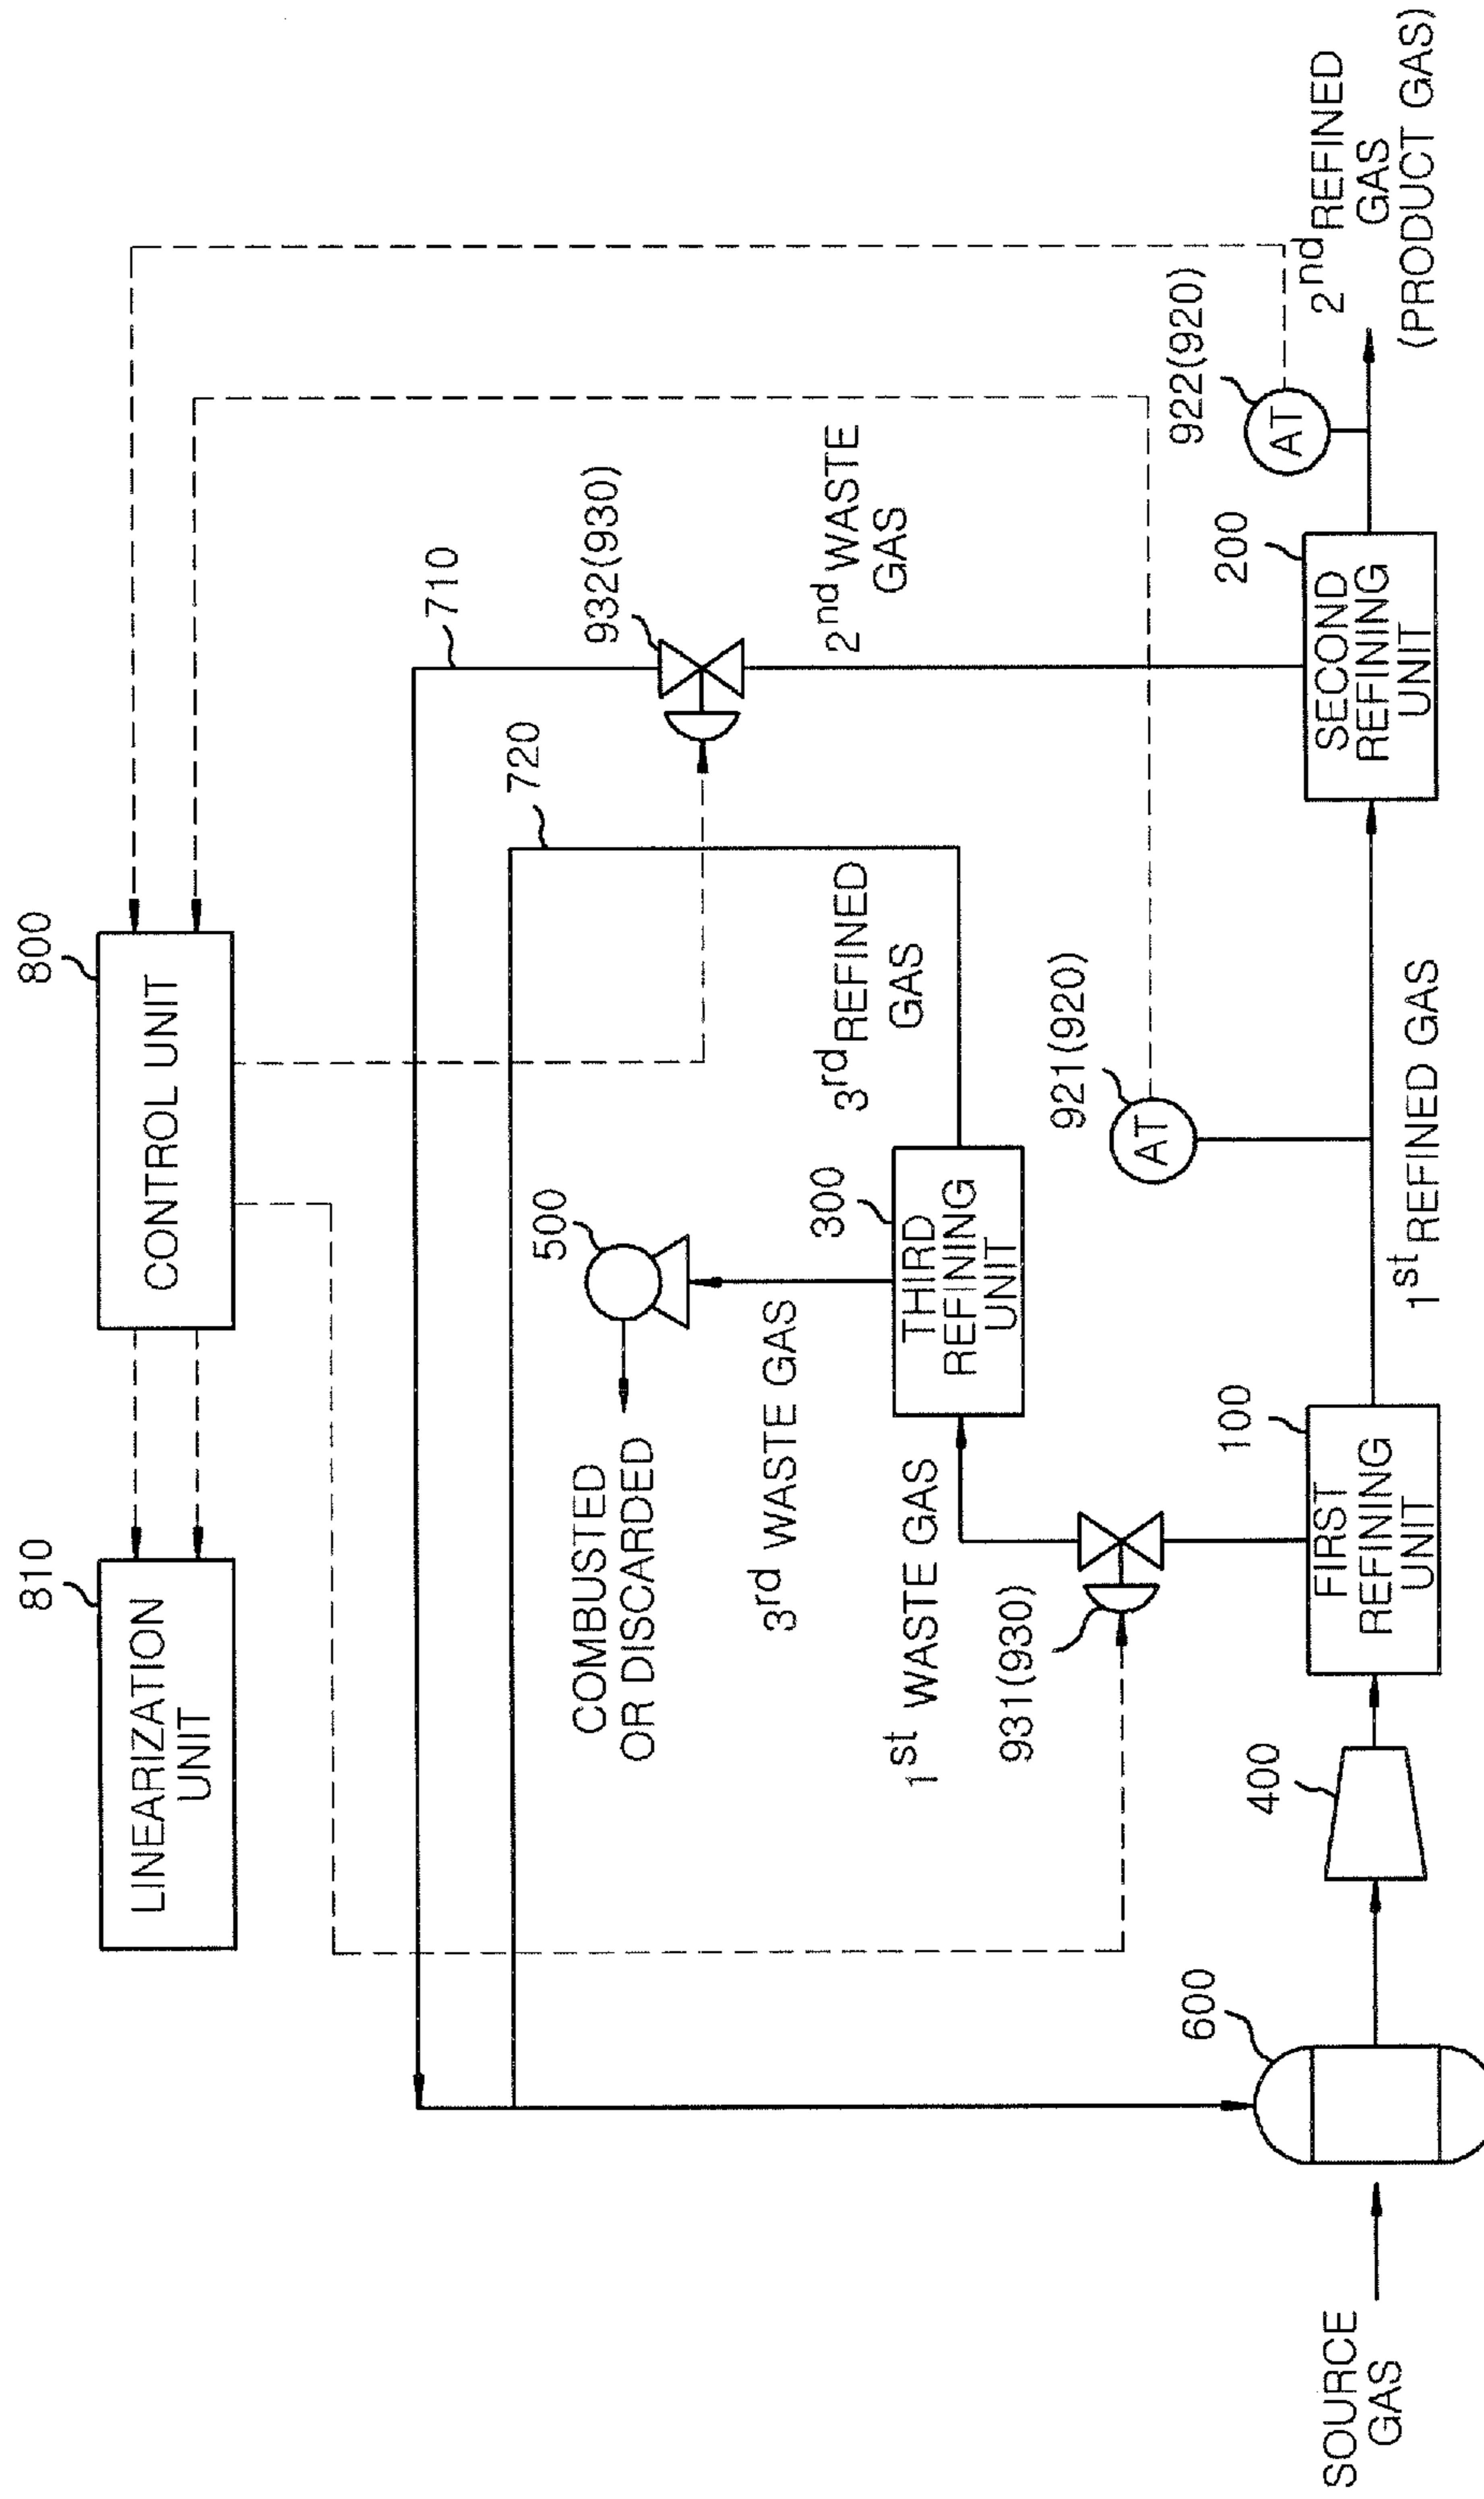 810
LINEARIZATION
UNIT
800
CONTROL UNIT
710
720
932(930)
2nd WASTE
GAS
500
COMBUSTED
OR DISCARDED
3rd WASTE GAS
300
THIRD
REFINING
UNIT
3rd REFINED
GAS
1st WASTE GAS
931(930)
921(920)
AT
922(920)
AT
SOURCE
GAS
600
400
100
FIRST
REFINING
UNIT
1st REFINED GAS
200
SECOND
REFINING
UNIT
2nd REFINED
GAS
(PRODUCT GAS)